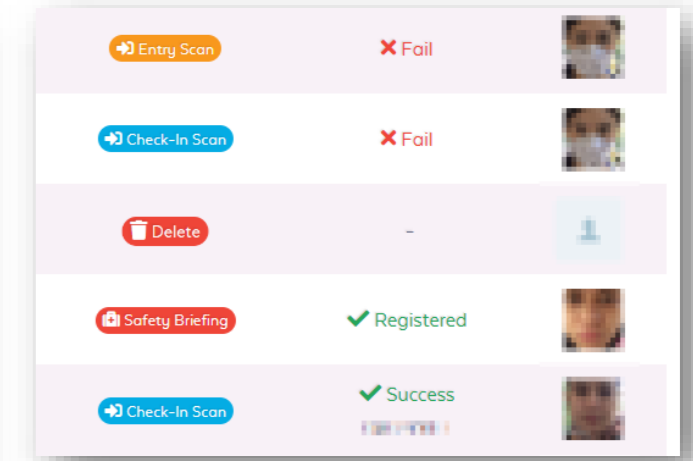 Entry Scan
Fail
Check-In Scan
Fail
Delete
-
Safety Briefing
Registered
Check-In Scan
Success